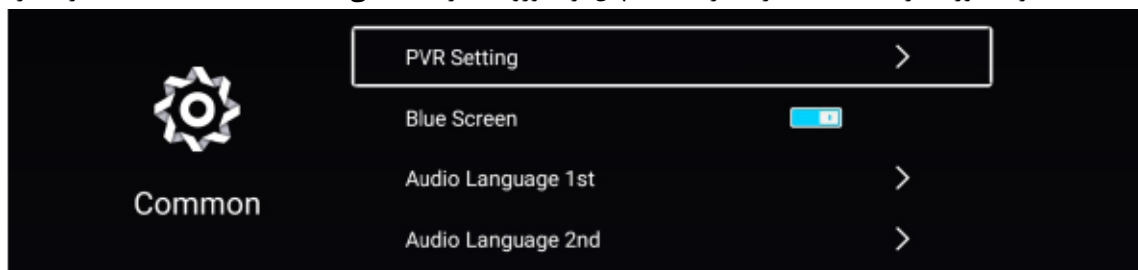 PVR Setting
Blue Screen
Audio Language 1st
Common
Audio Language 2nd